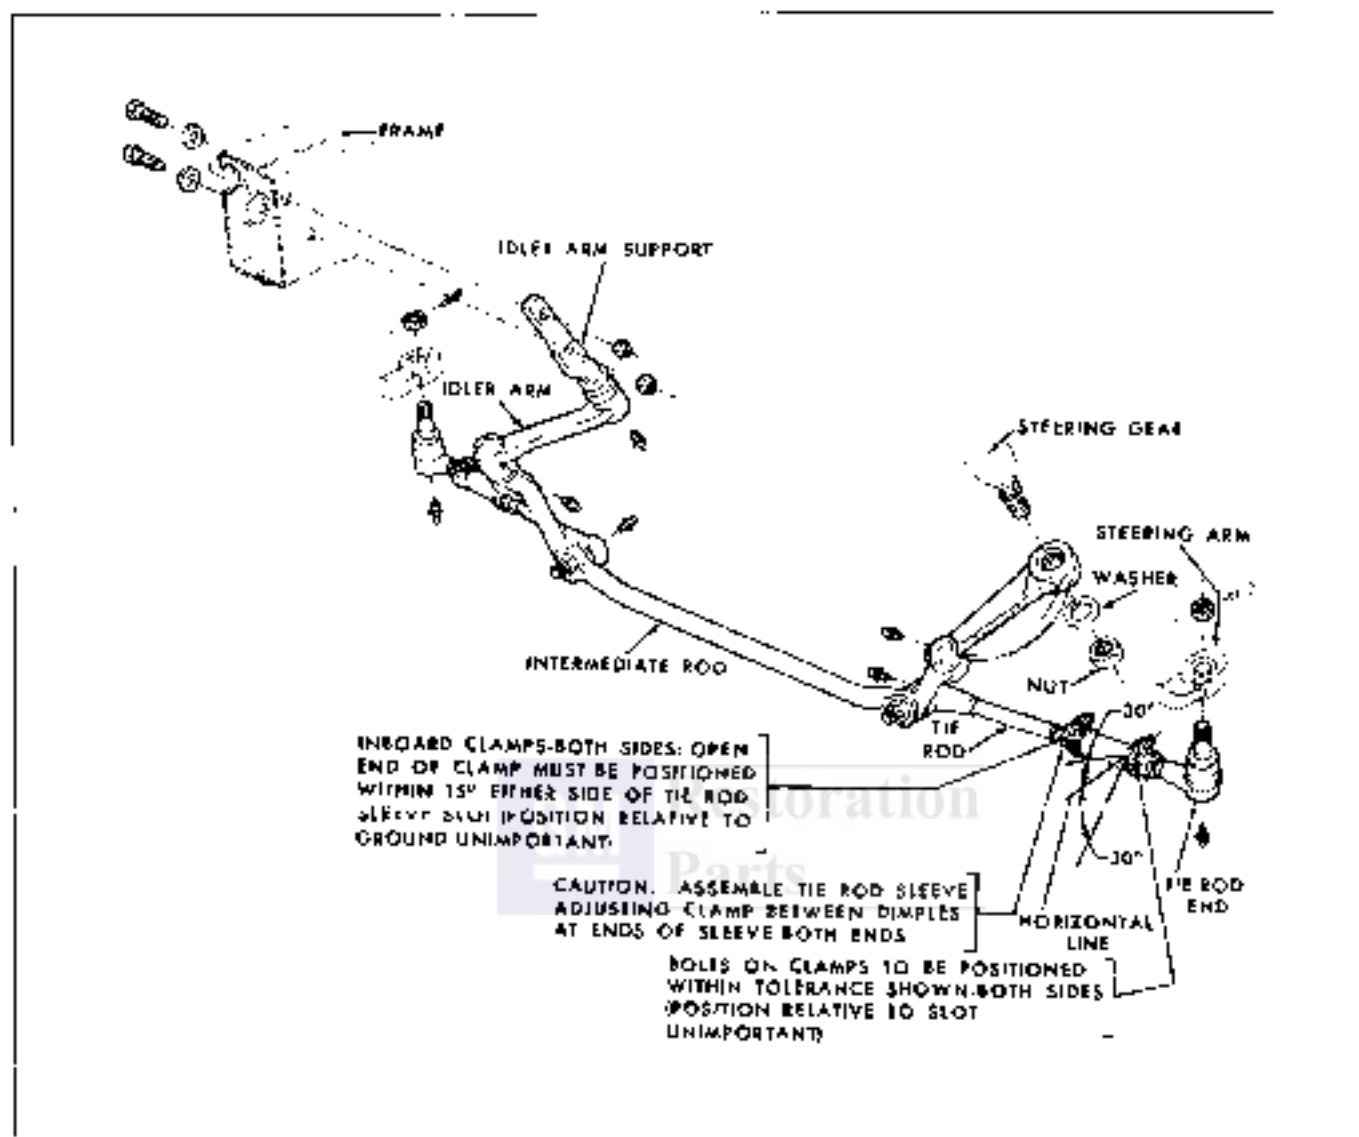 FRAME
IDLER ARM SUPPORT
IDLER ARM
STEERING GEAR
STEERING ARM
WASHER
INTERMEDIATE ROD
NUT
30°
TIE
ROD
INBOARD CLAMPS-BOTH SIDES: OPEN
END OF CLAMP MUST BE POSITIONED
WITHIN 15° EITHER SIDE OF TIE ROD
SLEEVE SLOT (POSITION RELATIVE TO
GROUND UNIMPORTANT)
GM
Restoration
Parts
30°
CAUTION. ASSEMBLE TIE ROD SLEEVE
ADJUSTING CLAMP BETWEEN DIMPLES
AT ENDS OF SLEEVE BOTH ENDS
TIE ROD
END
HORIZONTAL
LINE
BOLTS ON CLAMPS TO BE POSITIONED
WITHIN TOLERANCE SHOWN-BOTH SIDES
(POSITION RELATIVE TO SLOT
UNIMPORTANT)